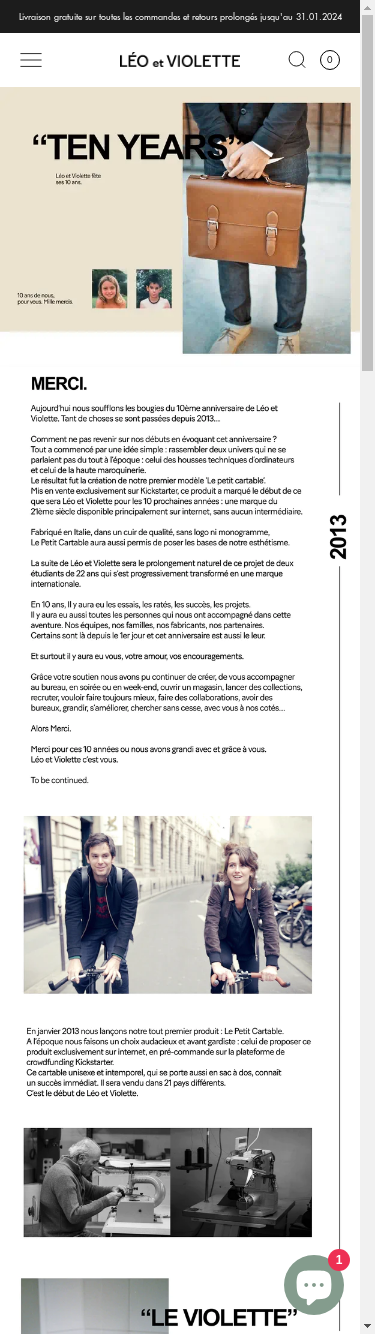 Livraison gratuite sur toutes les commandes et retours prolongés jusqu'au 31.01.2024
LÉO et VIOLETTE
0
“TEN YEARS”
Léo et Violette fête
ses 10 ans.
10 ans de nous,
pour vous. Mille mercis.
MERCI.
Aujourd'hui nous soufflons les bougies du 10ème anniversaire de Léo et
Violette. Tant de choses se sont passées depuis 2013...
Comment ne pas revenir sur nos débuts en évoquant cet anniversaire ?
Tout a commencé par une idée simple : rassembler deux univers qui ne se
parlaient pas du tout à l'époque : celui des housses techniques d'ordinateurs
et celui de la haute maroquinerie.
Le résultat fut la création de notre premier modèle 'Le petit cartable'.
Mis en vente exclusivement sur Kickstarter, ce produit a marqué le début de ce
que sera Léo et Violette pour les 10 prochaines années : une marque du
21ème siècle disponible principalement sur internet, sans aucun intermédiaire.
2013
Fabriqué en Italie, dans un cuir de qualité, sans logo ni monogramme,
Le Petit Cartable aura aussi permis de poser les bases de notre esthétisme.
La suite de Léo et Violette sera le prolongement naturel de ce projet de deux
étudiants de 22 ans qui s'est progressivement transformé en une marque
internationale.
En 10 ans, Il y aura eu les essais, les ratés, les succès, les projets.
Il y aura eu aussi toutes les personnes qui nous ont accompagné dans cette
aventure. Nos équipes, nos familles, nos fabricants, nos partenaires.
Certains sont là depuis le 1er jour et cet anniversaire est aussi le leur.
Et surtout il y aura eu vous, votre amour, vos encouragements.
Grâce votre soutien nous avons pu continuer de créer, de vous accompagner
au bureau, en soirée ou en week-end, ouvrir un magasin, lancer des collections,
recruter, vouloir faire toujours mieux, faire des collaborations, avoir des
bureaux, grandir, s'améliorer, chercher sans cesse, avec vous à nos cotés...
Alors Merci.
Merci pour ces 10 années ou nous avons grandi avec et grâce à vous.
Léo et Violette c'est vous.
To be continued.
En janvier 2013 nous lançons notre tout premier produit : Le Petit Cartable.
A l'époque nous faisons un choix audacieux et avant gardiste : celui de proposer ce
produit exclusivement sur internet, en pré-commande sur la plateforme de
crowdfunding Kickstarter.
Ce cartable unisexe et intemporel, qui se porte aussi en sac à dos, connaît
un succès immédiat. Il sera vendu dans 21 pays différents.
C'est le début de Léo et Violette.
1
“LE VIOLETTE”